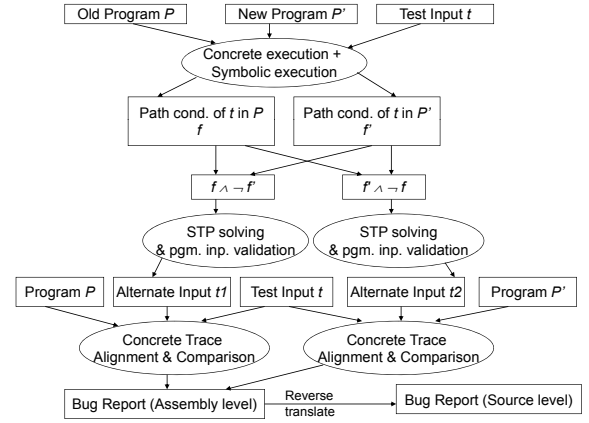 Old Program P
New Program P'
Test Input t
Concrete execution +
Symbolic execution
Path cond. of t in P
f
Path cond. of t in P'
f'
f ∧ ¬ f'
f' ∧ ¬ f
STP solving
& pgm. inp. validation
STP solving
& pgm. inp. validation
Program P
Alternate Input t1
Test Input t
Alternate Input t2
Program P'
Concrete Trace
Alignment & Comparison
Concrete Trace
Alignment & Comparison
Bug Report (Assembly level)
Reverse
translate
Bug Report (Source level)